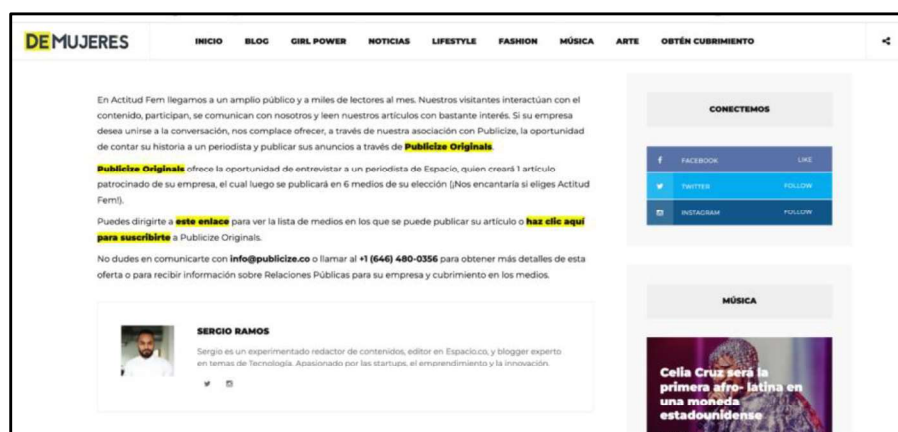 DEMUJERES
INICIO BLOG GIRL POWER NOTICIAS LIFESTYLE FASHION MÚSICA ARTE OBTÉN CUBRIMIENTO
En Actitud Fem llegamos a un amplio público y a miles de lectores al mes. Nuestros visitantes interactúan con el
contenido, participan, se comunican con nosotros y leen nuestros artículos con bastante interés. Si su empresa
desea unirse a la conversación, nos complace ofrecer, a través de nuestra asociación con Publicize, la oportunidad
de contar su historia a un periodista y publicar sus anuncios a través de Publicize Originals.
Publicize Originals ofrece la oportunidad de entrevistar a un periodista de Espacio, quien creará 1 artículo
patrocinado de su empresa, el cual luego se publicará en 6 medios de su elección (¡Nos encantaría si eliges Actitud
Fem!).
Puedes dirigirte a este enlace para ver la lista de medios en los que se puede publicar su artículo o haz clic aquí
para suscribirte a Publicize Originals.
No dudes en comunicarte con info@publicize.co o llamar al +1 (646) 480-0356 para obtener más detalles de esta
oferta o para recibir información sobre Relaciones Públicas para su empresa y cubrimiento en los medios.
SERGIO RAMOS
Sergio es un experimentado redactor de contenidos, editor en Espacio.co, y blogger experto
en temas de Tecnología. Apasionado por las startups, el emprendimiento y la innovación.
CONECTEMOS
FACEBOOK LIKE
TWITTER FOLLOW
INSTAGRAM FOLLOW
MÚSICA
Celia Cruz será la
primera afro- latina en
una moneda
estadounidense